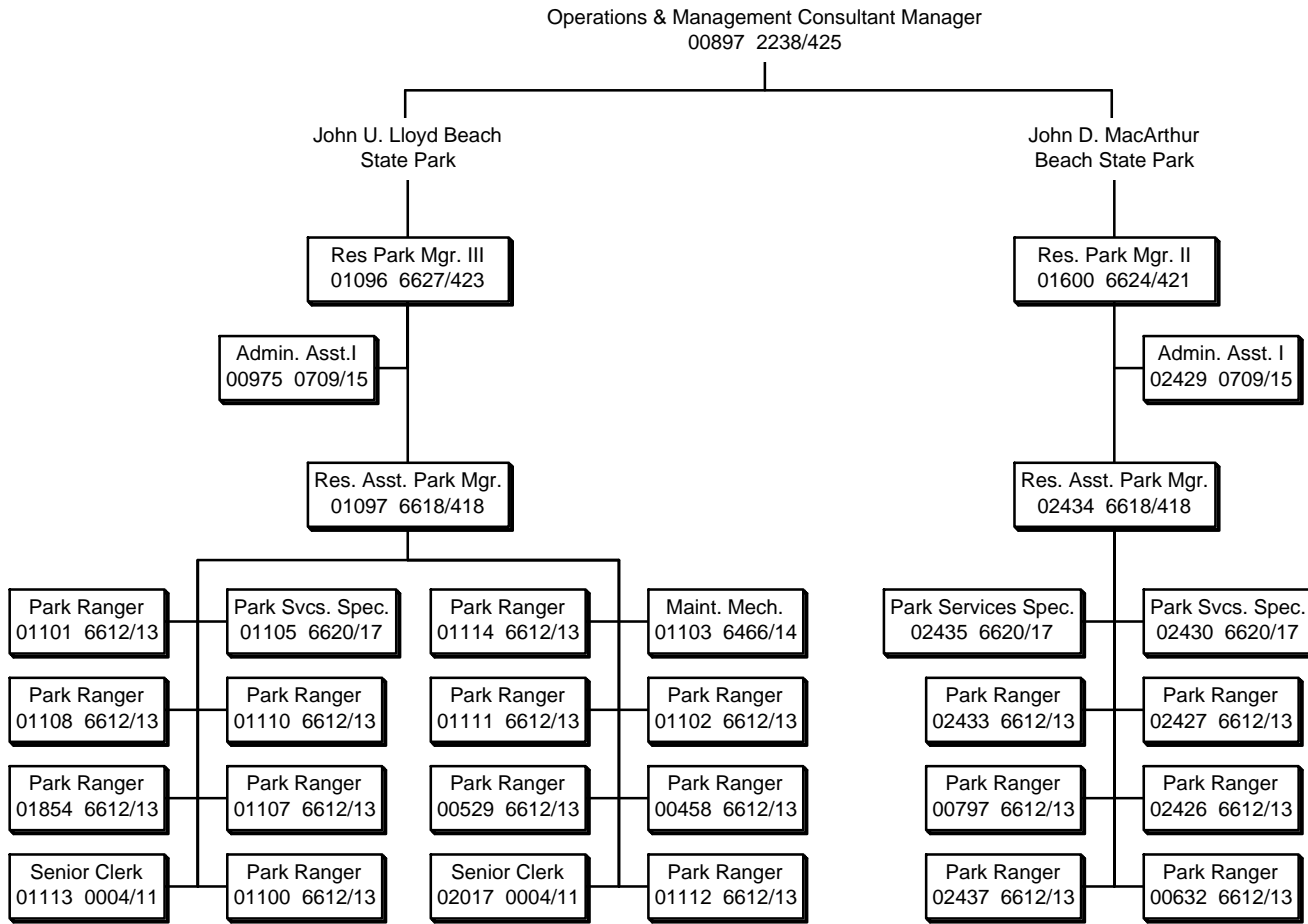 Operations & Management Consultant Manager
00897 2238/425
John U. Lloyd Beach
State Park
John D. MacArthur
Beach State Park
Res Park Mgr. III
01096 6627/423
Res. Park Mgr. II
01600 6624/421
Admin. Asst.I
00975 0709/15
Admin. Asst. I
02429 0709/15
Res. Asst. Park Mgr.
01097 6618/418
Res. Asst. Park Mgr.
02434 6618/418
Park Ranger
01101 6612/13
Park Svcs. Spec.
01105 6620/17
Park Ranger
01114 6612/13
Maint. Mech.
01103 6466/14
Park Services Spec.
02435 6620/17
Park Svcs. Spec.
02430 6620/17
Park Ranger
01108 6612/13
Park Ranger
01110 6612/13
Park Ranger
01111 6612/13
Park Ranger
01102 6612/13
Park Ranger
02433 6612/13
Park Ranger
02427 6612/13
Park Ranger
01854 6612/13
Park Ranger
01107 6612/13
Park Ranger
00529 6612/13
Park Ranger
00458 6612/13
Park Ranger
00797 6612/13
Park Ranger
02426 6612/13
Senior Clerk
01113 0004/11
Park Ranger
01100 6612/13
Senior Clerk
02017 0004/11
Park Ranger
01112 6612/13
Park Ranger
02437 6612/13
Park Ranger
00632 6612/13